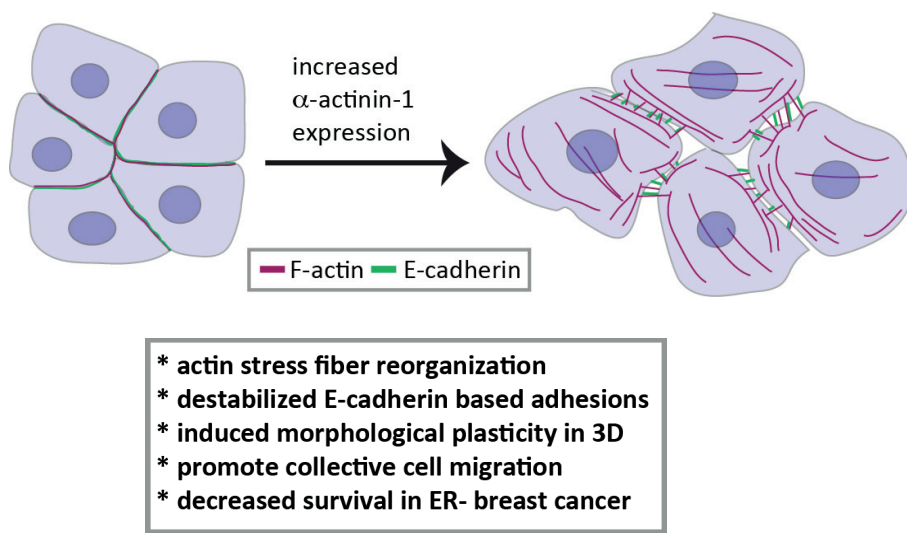 increased
α-actinin-1
expression
F-actin E-cadherin
* actin stress fiber reorganization
* destabilized E-cadherin based adhesions
* induced morphological plasticity in 3D
* promote collective cell migration
* decreased survival in ER- breast cancer